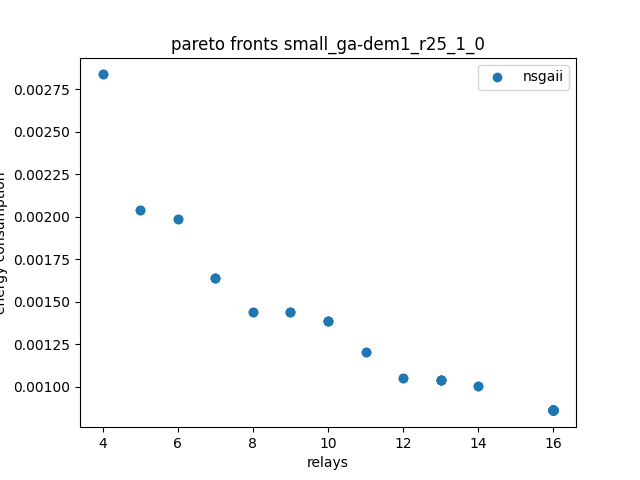 pareto fronts small_ga-dem1_r25_1_0
nsgaii
0.00275
0.00250
0.00225
0.00200
0.00175
0.00150
0.00125
0.00100
energy consumption
4 6 8 10 12 14 16
relays